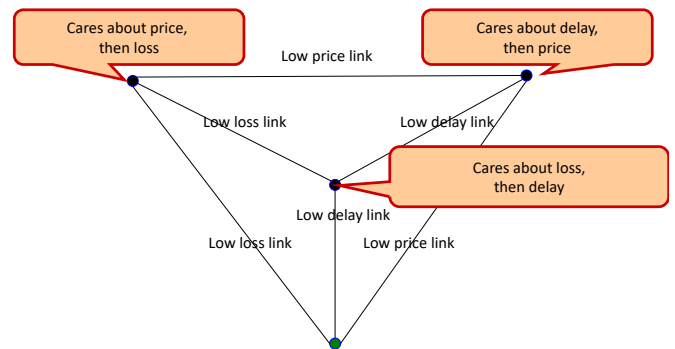 Cares about price,
then loss
Cares about delay,
then price
Low price link
Low loss link
Low delay link
Cares about loss,
then delay
Low delay link
Low loss link
Low price link